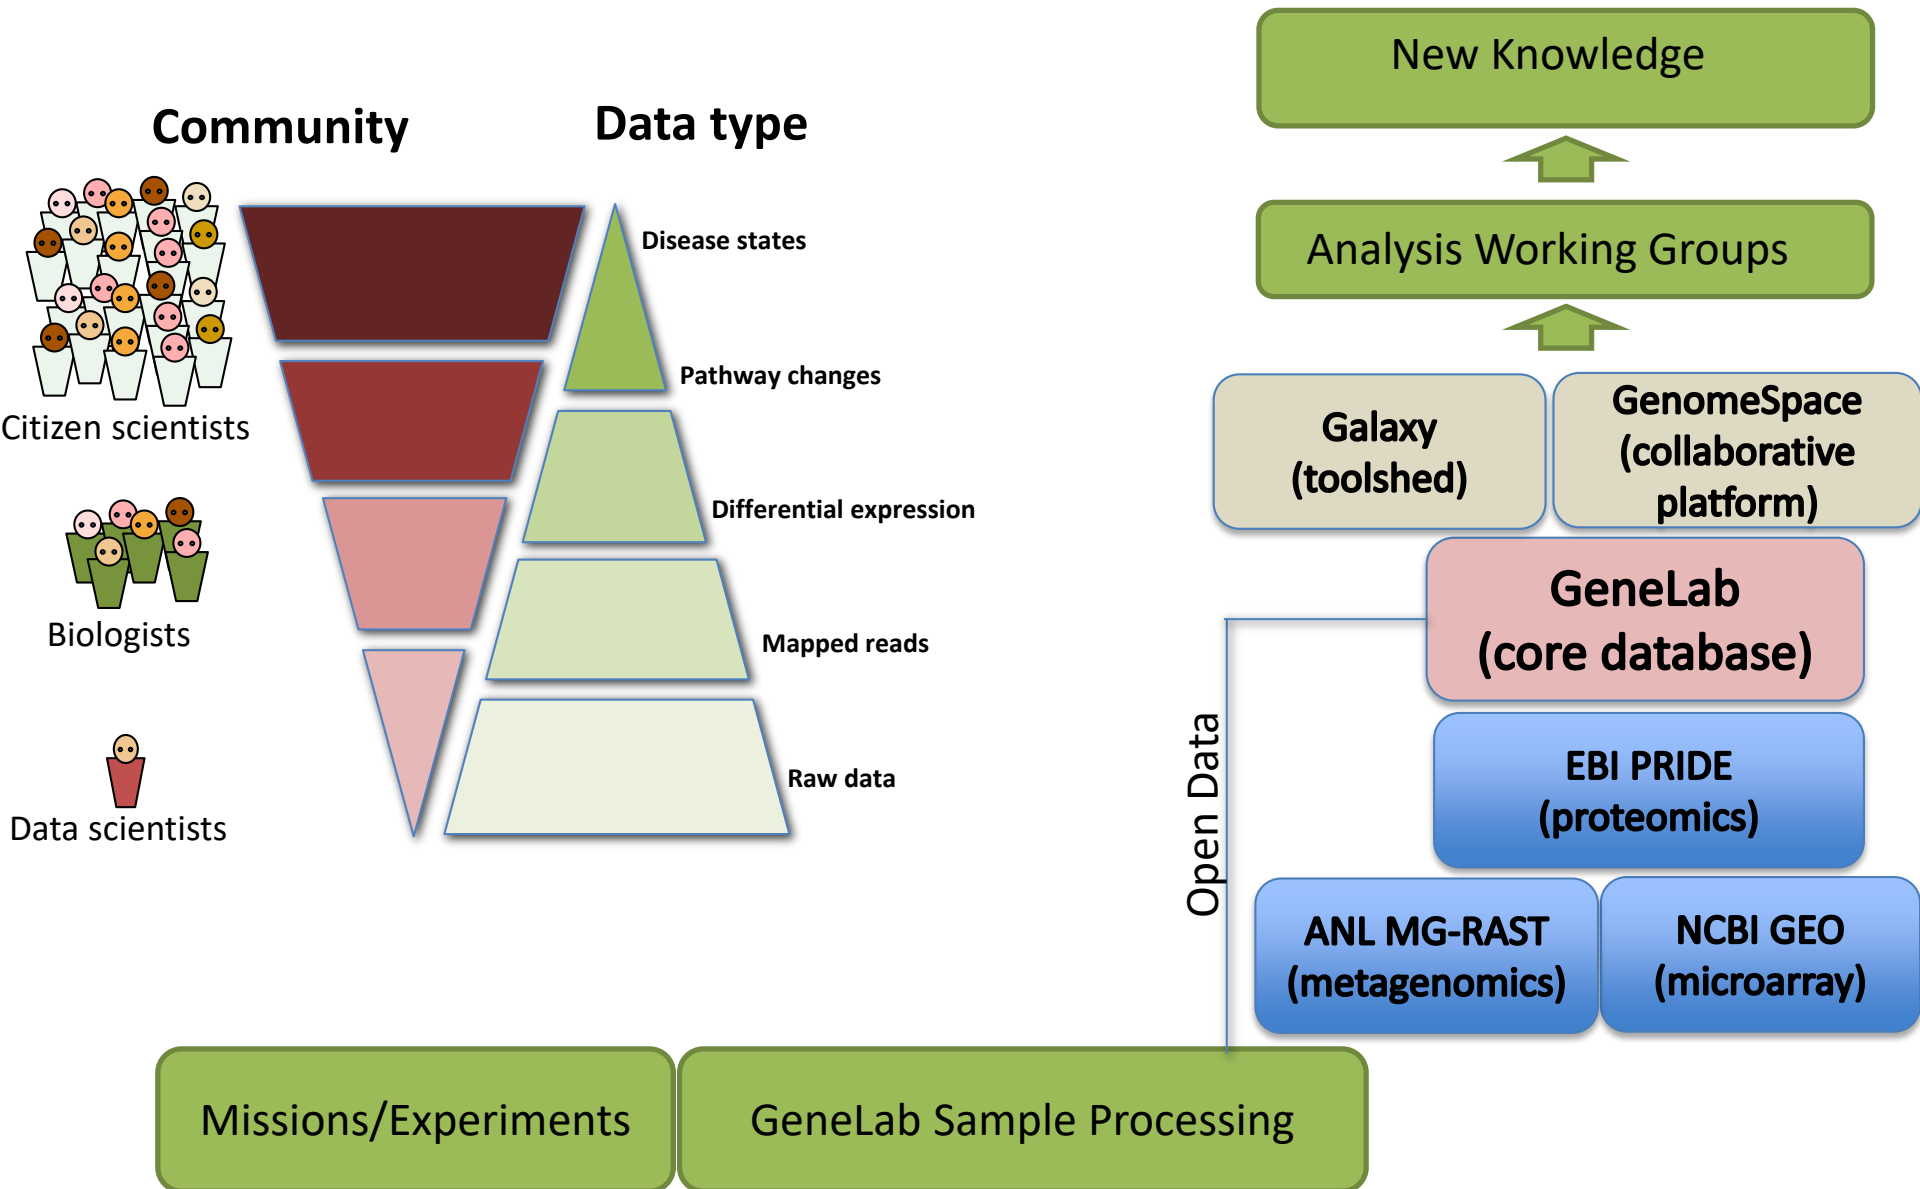 Community
Data type
Disease states
Pathway changes
Citizen scientists
Differential expression
Biologists
Mapped reads
Raw data
Data scientists
New Knowledge
Analysis Working Groups
Galaxy
(toolshed)
GenomeSpace
(collaborative
platform)
GeneLab
(core database)
Open Data
EBI PRIDE
(proteomics)
ANL MG-RAST
(metagenomics)
NCBI GEO
(microarray)
Missions/Experiments
GeneLab Sample Processing